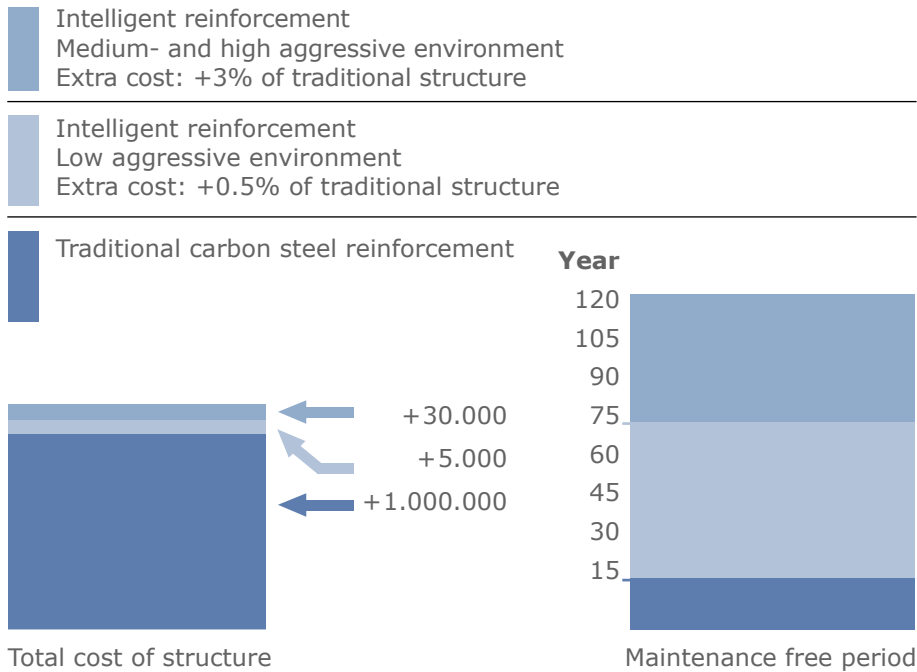 Intelligent reinforcement
Medium- and high aggressive environment
Extra cost: +3% of traditional structure
Intelligent reinforcement
Low aggressive environment
Extra cost: +0.5% of traditional structure
Traditional carbon steel reinforcement
Year
120
105
90
75
60
45
30
15
+30.000
+5.000
+1.000.000
Total cost of structure
Maintenance free period